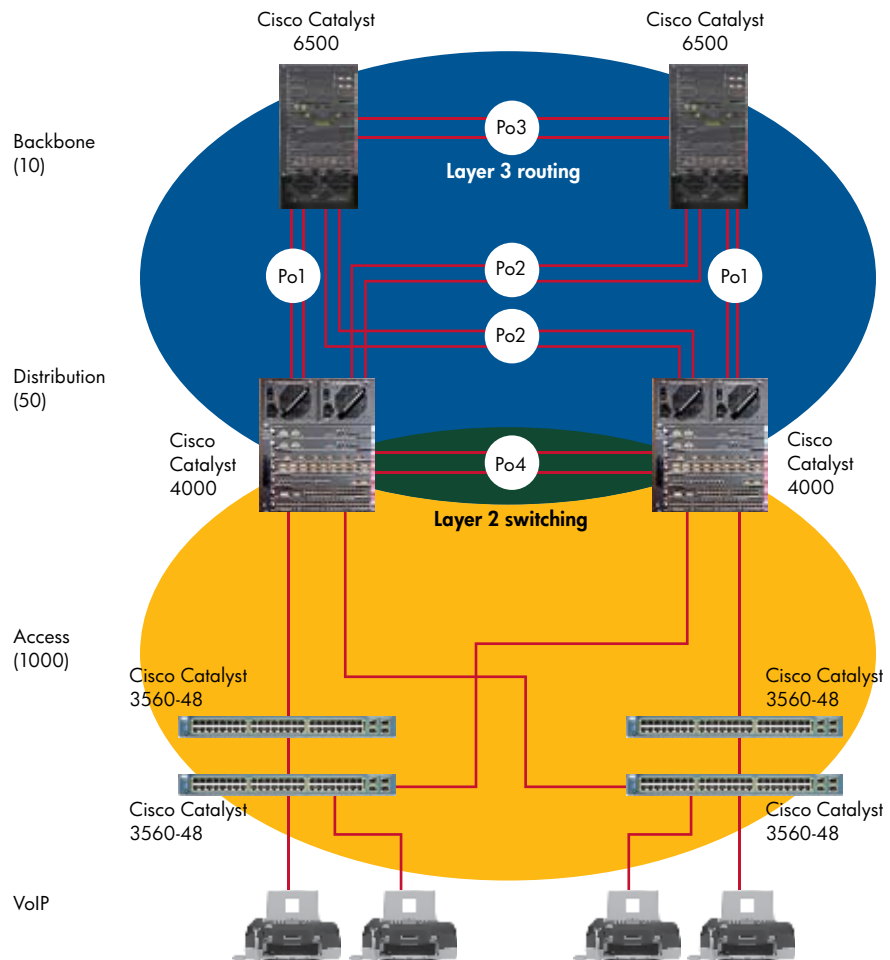 Cisco Catalyst
6500
Cisco Catalyst
6500
Backbone
(10)
Po3
Layer 3 routing
Po1
Po2
Po1
Po2
Distribution
(50)
Cisco
Catalyst
4000
Po4
Cisco
Catalyst
4000
Layer 2 switching
Access
(1000)
Cisco Catalyst
3560-48
Cisco Catalyst
3560-48
Cisco Catalyst
3560-48
Cisco Catalyst
3560-48
VoIP